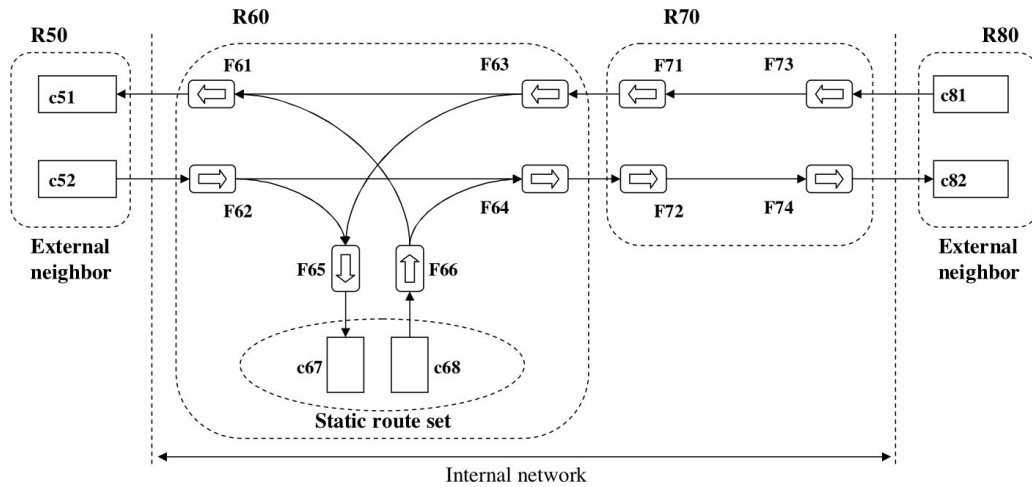 R50
R60
R70
R80
F61
F63
F71
F73
c51
c81
c52
c82
F62
F64
F72
F74
External
neighbor
External
neighbor
F65
F66
c67
c68
Static route set
Internal network